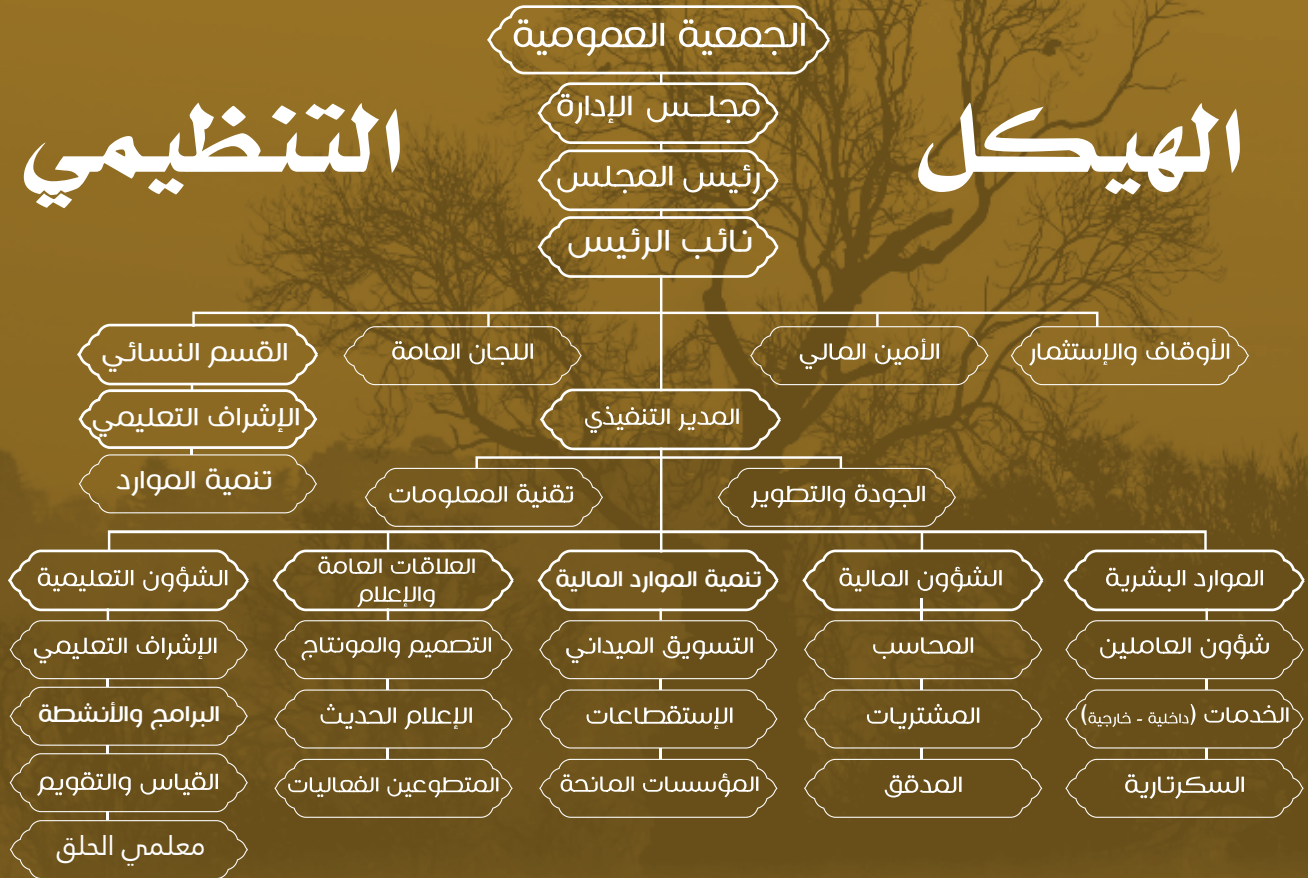 الجمعية العمومية
مجلس الإدارة
رئيس المجلس
نائب الرئيس
الهيكل
التنظيمي
الأوقاف والإستثمار
الأمين المالي
اللجان العامة
القسم النسائي
الإشراف التعليمي
تنمية الموارد
المدير التنفيذي
الجودة والتطوير
تقنية المعلومات
الموارد البشرية
شؤون العاملين
الخدمات (داخلية - خارجية)
السكرتارية
الشؤون المالية
المحاسب
المشتريات
المدقق
تنمية الموارد المالية
التسويق الميداني
الإستقطاعات
المؤسسات المانحة
العلاقات العامة
والإعلام
التصميم والمونتاج
الإعلام الحديث
المتطوعين الفعاليات
الشؤون التعليمية
الإشراف التعليمي
البرامج والأنشطة
القياس والتقويم
معلمي الحلق